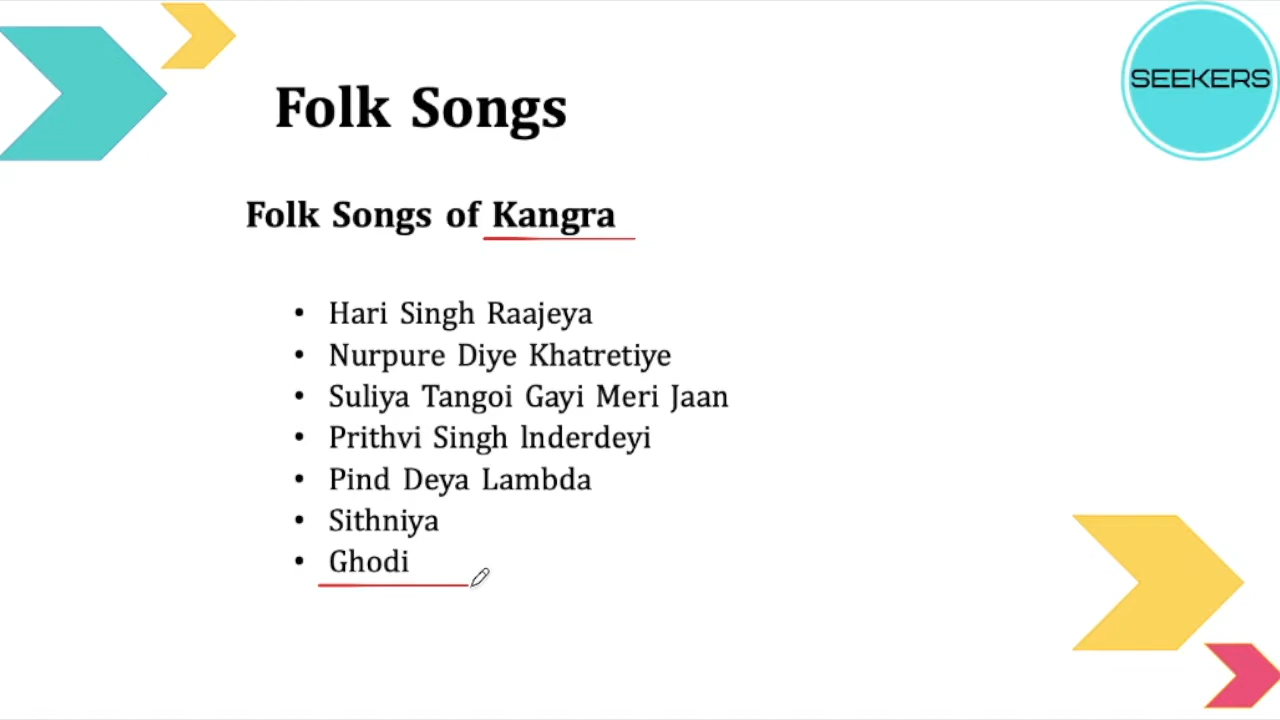 SEEKERS
Folk Songs
Folk Songs of Kangra
• Hari Singh Raajeya
• Nurpure Diye Khatretiye
• Suliya Tangoi Gayi Meri Jaan
• Prithvi Singh lnderdeyi
• Pind Deya Lambda
• Sithniya
• Ghodi